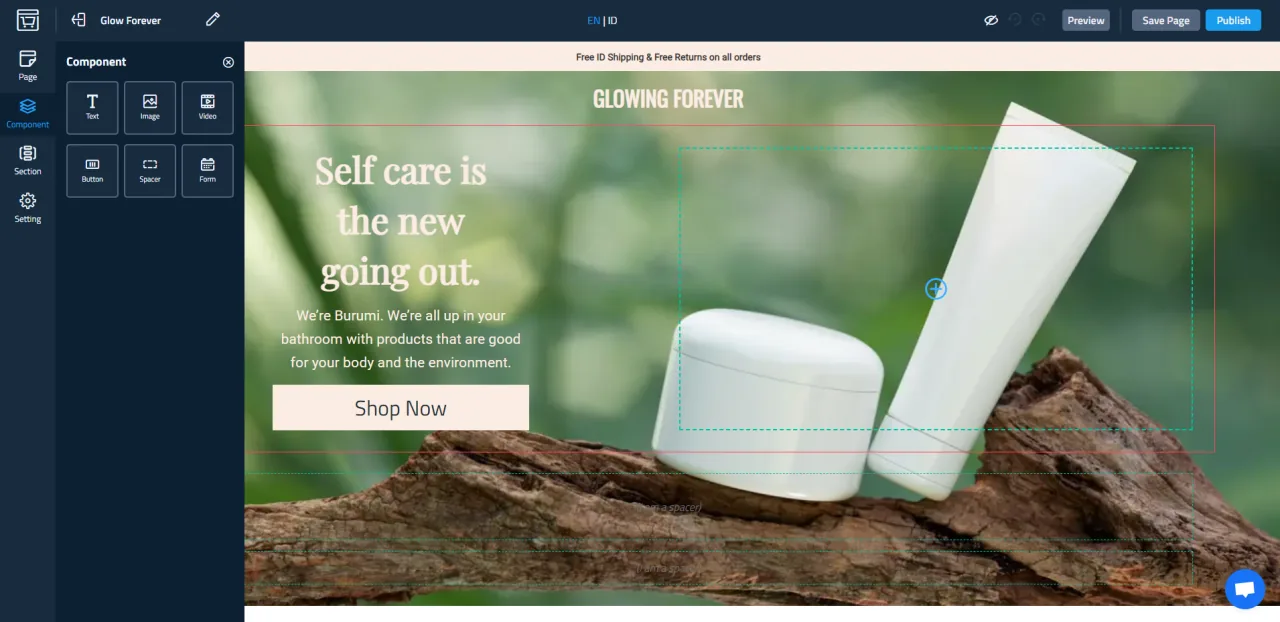 Glow Forever
EN | ID
Preview
Save Page
Publish
Page
Component
Section
Setting
Component
Text
Image
Video
Button
Spacer
Form
Free ID Shipping & Free Returns on all orders
GLOWING FOREVER
Self care is
the new
going out.
We're Burumi. We're all up in your
bathroom with products that are good
for your body and the environment.
Shop Now
a spacer)